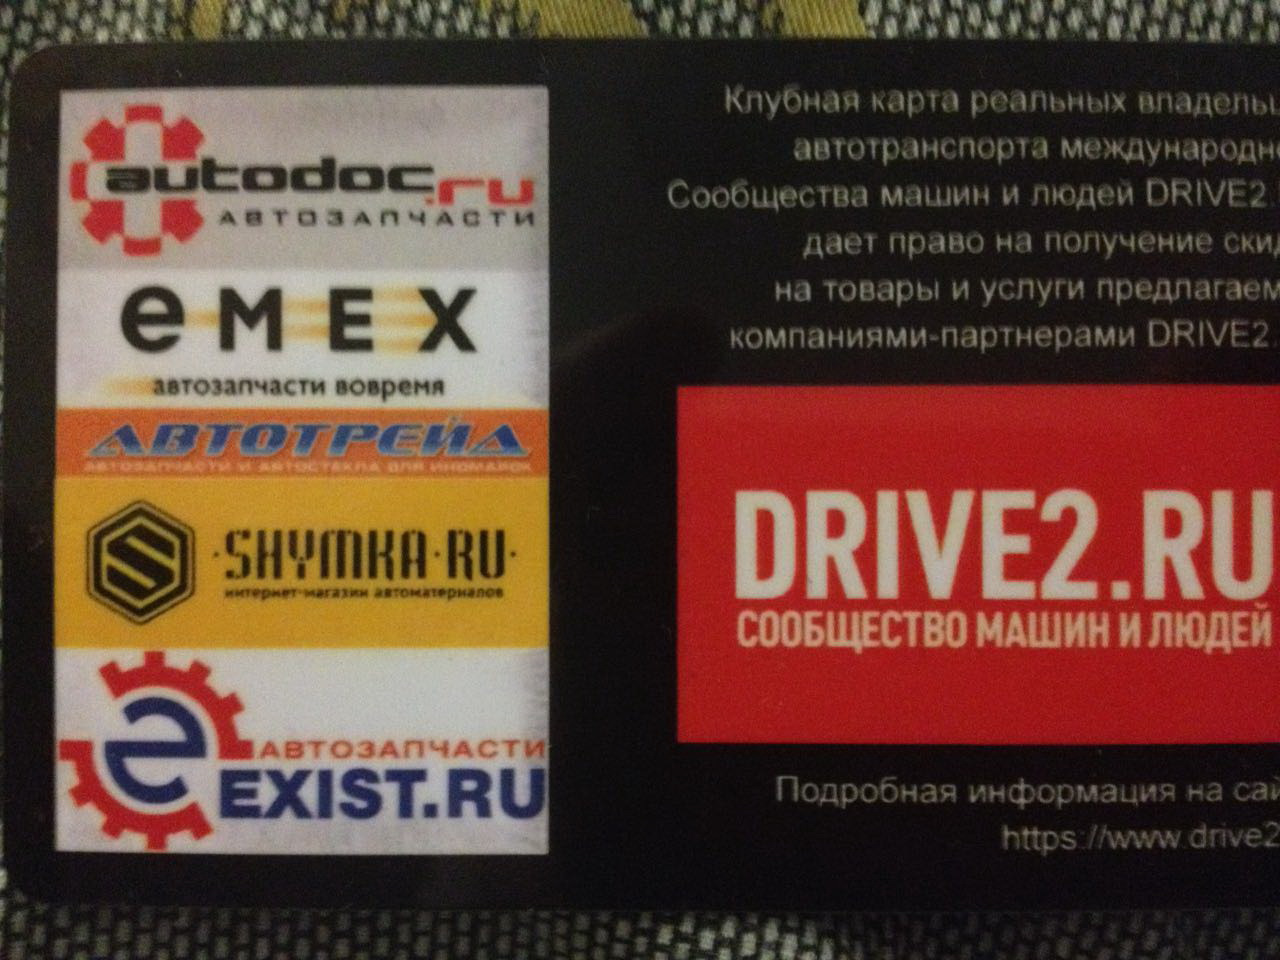 autodoc.ru
АВТОЗАПЧАСТИ
емех
автозапчасти вовремя
АВТОТРЕЙД
АВТОЗАПЧАСТИ И АВТОСТЕКЛА ДЛЯ ИНОМАРОК
·SHYMKA·RU·
интернет-магазин автоматериалов
АВТОЗАПЧАСТИ
EXIST.RU
Клубная карта реальных владельц
автотранспорта международно
Сообщества машин и людей DRIVE2.
дает право на получение скид
на товары и услуги предлагаем
компаниями-партнерами DRIVE2.
DRIVE2.RU
СООБЩЕСТВО МАШИН И ЛЮДЕЙ
Подробная информация на сай
https://www.drive2